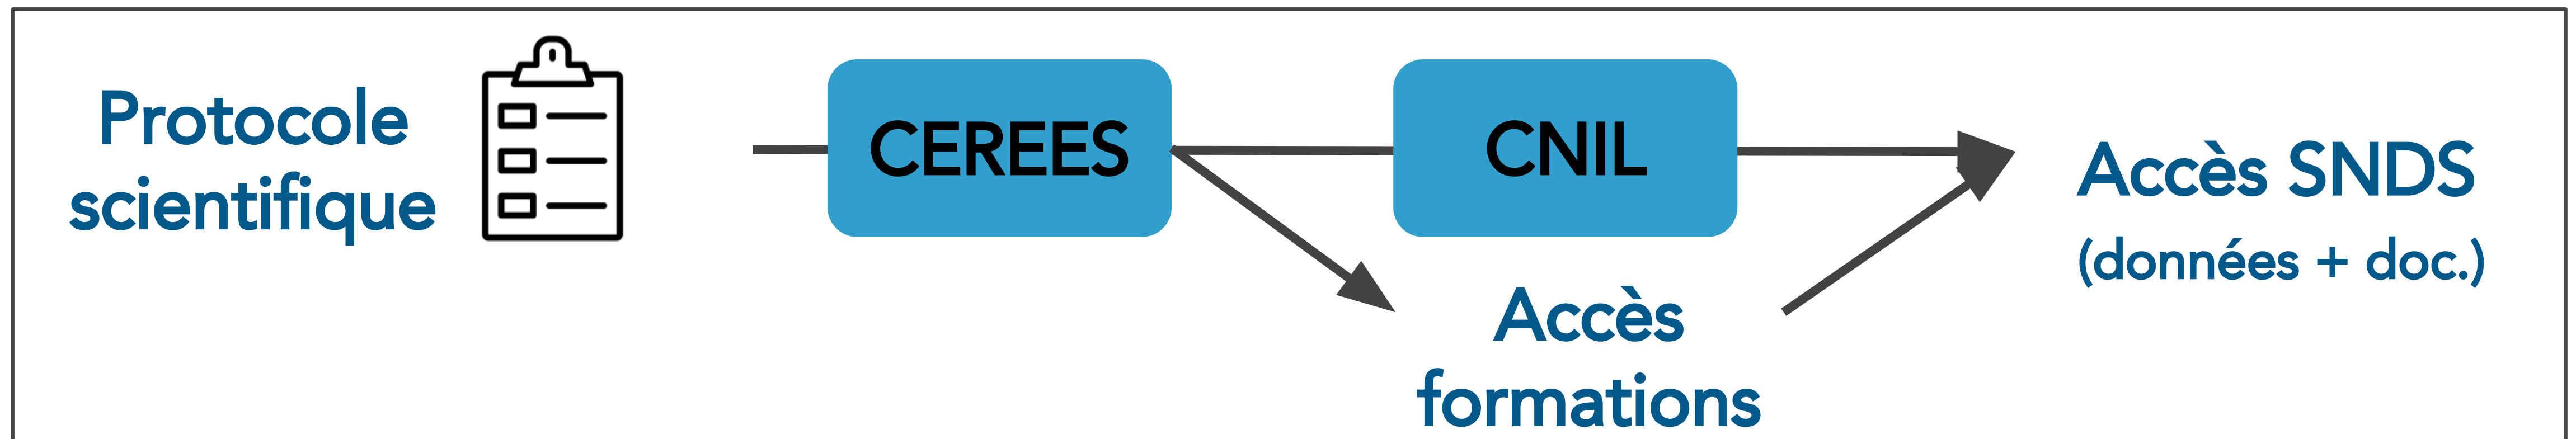 Protocole
scientifique
CEREES
CNIL
Accès
formations
Accès SNDS
(données + doc.)